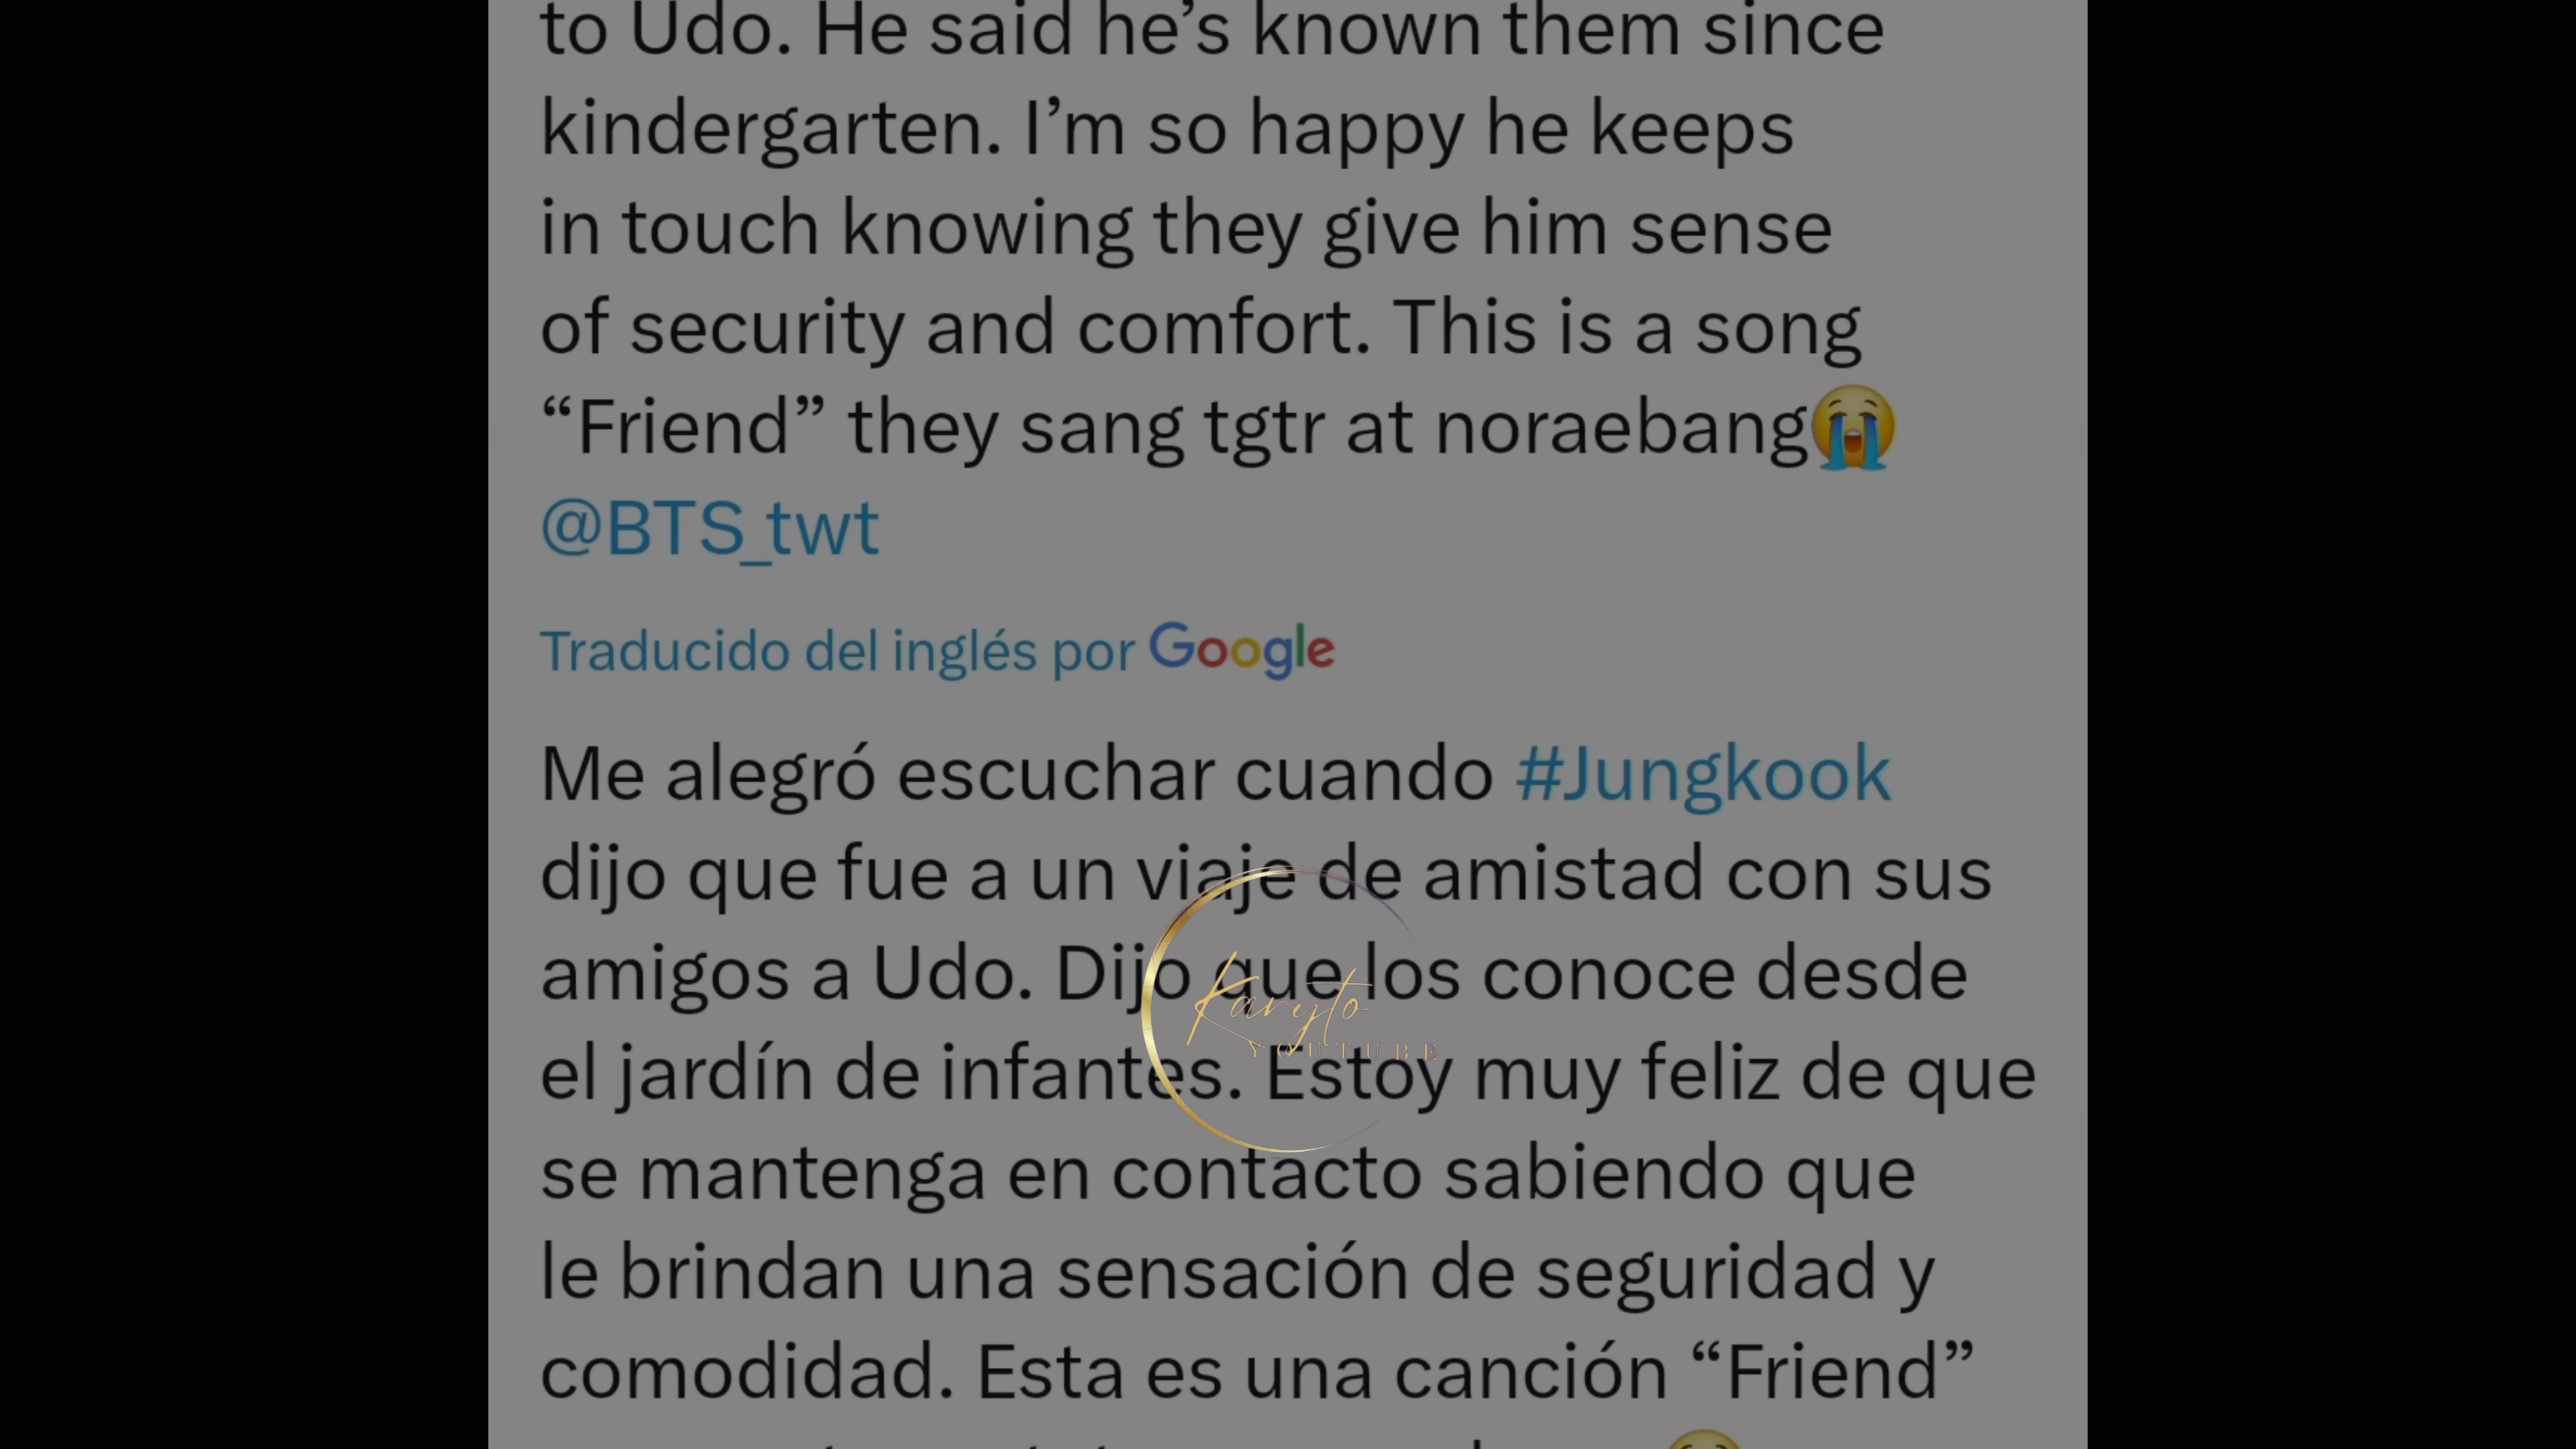 to Udo. He said he’s known them since
kindergarten. I’m so happy he keeps
in touch knowing they give him sense
of security and comfort. This is a song
“Friend” they sang tgtr at noraebang😭
@BTS_twt
Traducido del inglés por Google
Me alegró escuchar cuando #Jungkook
dijo que fue a un viaje de amistad con sus
amigos a Udo. Dijo que los conoce desde
Karyto
YOUTUBE
el jardín de infantes. Estoy muy feliz de que
se mantenga en contacto sabiendo que
le brindan una sensación de seguridad y
comodidad. Esta es una canción “Friend”